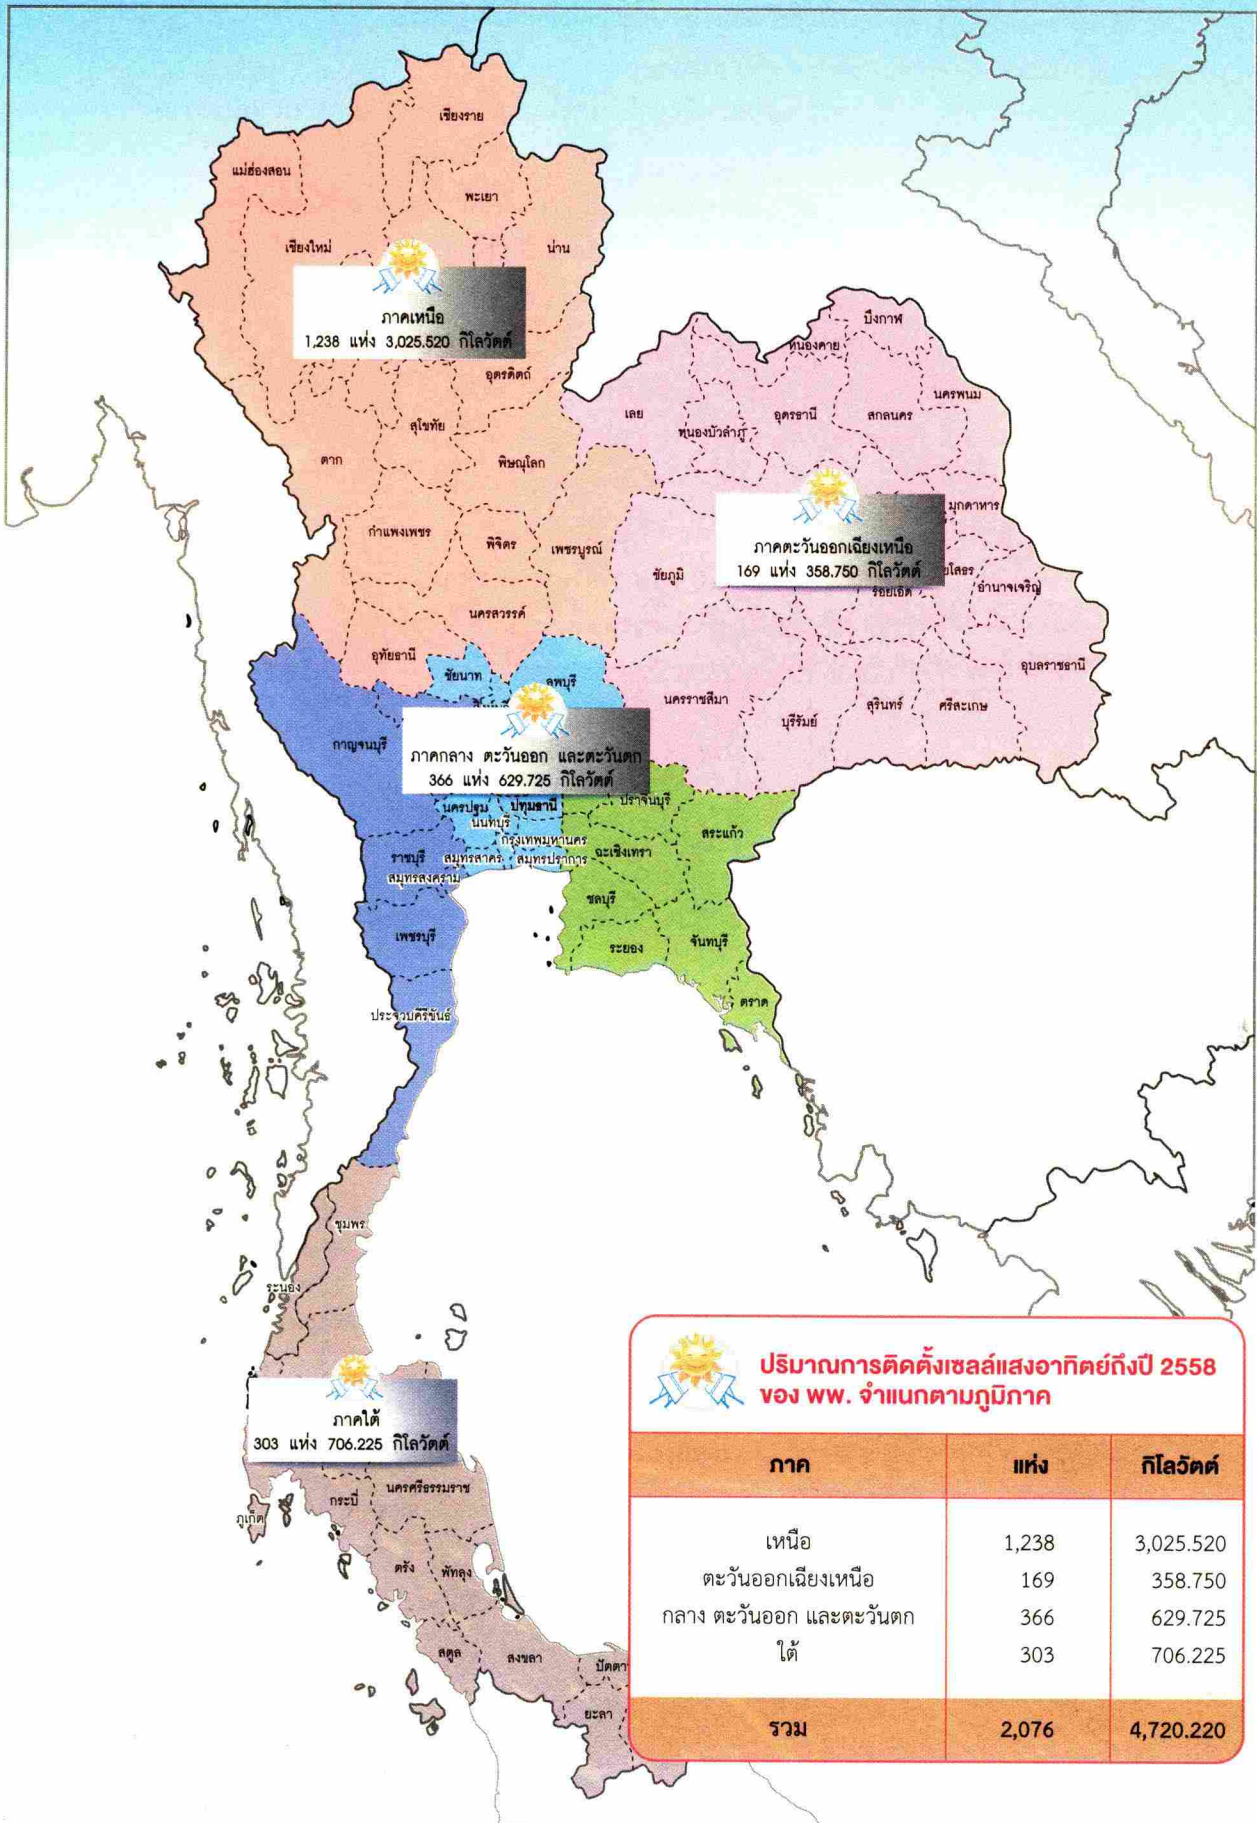 เชียงราย
แม่ฮ่องสอน
พะเยา
เชียงใหม่
น่าน
ภาคเหนือ
1,238 แห่ง 3,025.520 กิโลวัตต์
บึงกาฬ
หนองคาย
อุตรดิตถ์
นครพนม
เลย
อุดรธานี
สกลนคร
สุโขทัย
หนองบัวลำภู
ตาก
พิษณุโลก
มุกดาหาร
กำแพงเพชร
พิจิตร
เพชรบูรณ์
ภาคตะวันออกเฉียงเหนือ
169 แห่ง 358.750 กิโลวัตต์
ชัยภูมิ
ยโสธร
ร้อยเอ็ด
อำนาจเจริญ
นครสวรรค์
อุทัยธานี
ชัยนาท
ลพบุรี
อุบลราชธานี
นครราชสีมา
บุรีรัมย์
สุรินทร์
ศรีสะเกษ
กาญจนบุรี
ภาคกลาง ตะวันออก และตะวันตก
366 แห่ง 629.725 กิโลวัตต์
นครปฐม
ปทุมธานี
ปราจีนบุรี
นนทบุรี
สระแก้ว
กรุงเทพมหานคร
ราชบุรี
สมุทรสาคร
สมุทรปราการ
ฉะเชิงเทรา
สมุทรสงคราม
ชลบุรี
เพชรบุรี
ระยอง
จันทบุรี
ตราด
ประจวบคีรีขันธ์
ชุมพร
ระนอง
ภาคใต้
303 แห่ง 706.225 กิโลวัตต์
นครศรีธรรมราช
กระบี่
ภูเก็ต
ตรัง
พัทลุง
สตูล
สงขลา
ปัตตา
ยะลา
ปริมาณการติดตั้งเซลล์แสงอาทิตย์ถึงปี 2558
ของ พพ. จำแนกตามภูมิภาค
ภาค แห่ง กิโลวัตต์
เหนือ 1,238 3,025.520
ตะวันออกเฉียงเหนือ 169 358.750
กลาง ตะวันออก และตะวันตก 366 629.725
ใต้ 303 706.225
รวม 2,076 4,720.220